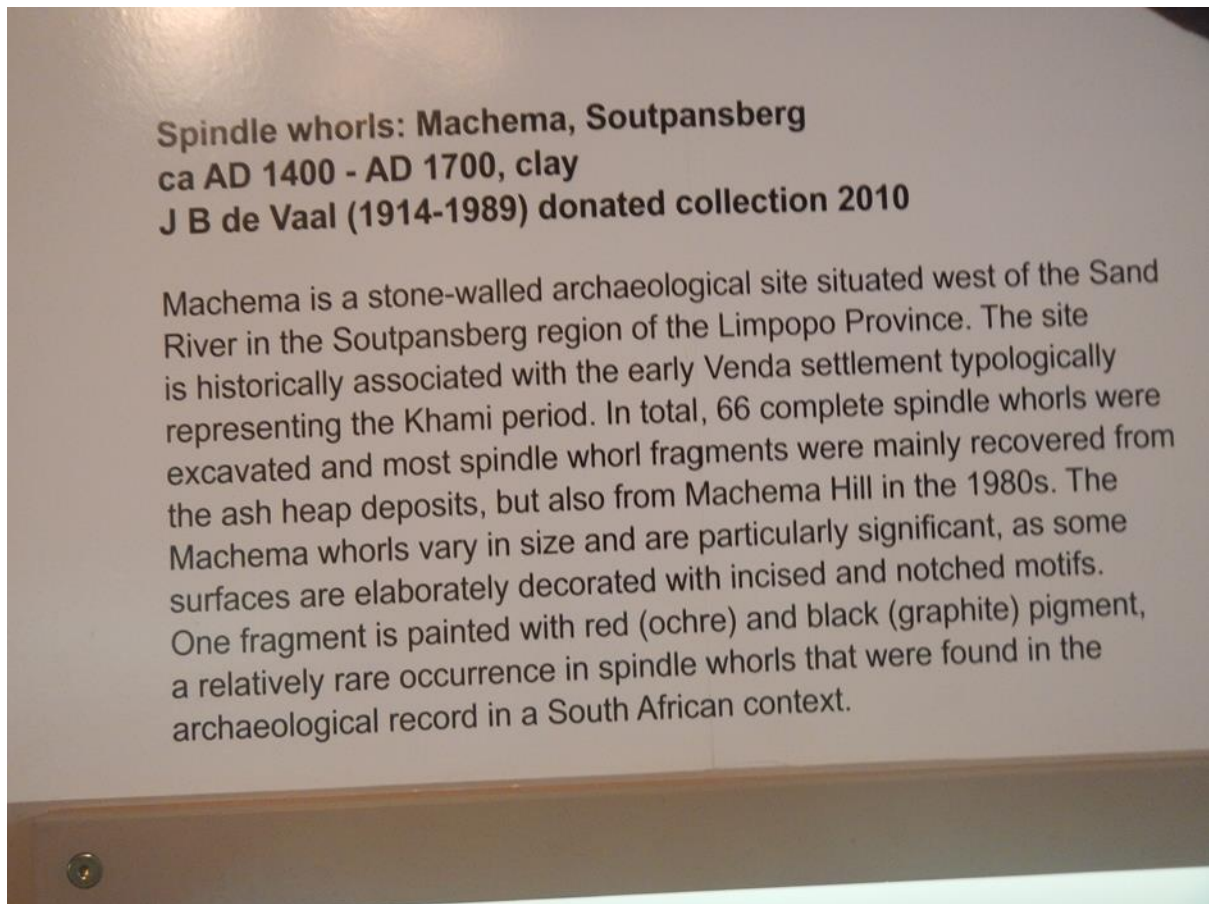 Spindle whorls: Machema, Soutpansberg
ca AD 1400 - AD 1700, clay
J B de Vaal (1914-1989) donated collection 2010
Machema is a stone-walled archaeological site situated west of the Sand
River in the Soutpansberg region of the Limpopo Province. The site
is historically associated with the early Venda settlement typologically
representing the Khami period. In total, 66 complete spindle whorls were
excavated and most spindle whorl fragments were mainly recovered from
the ash heap deposits, but also from Machema Hill in the 1980s. The
Machema whorls vary in size and are particularly significant, as some
surfaces are elaborately decorated with incised and notched motifs.
One fragment is painted with red (ochre) and black (graphite) pigment,
a relatively rare occurrence in spindle whorls that were found in the
archaeological record in a South African context.